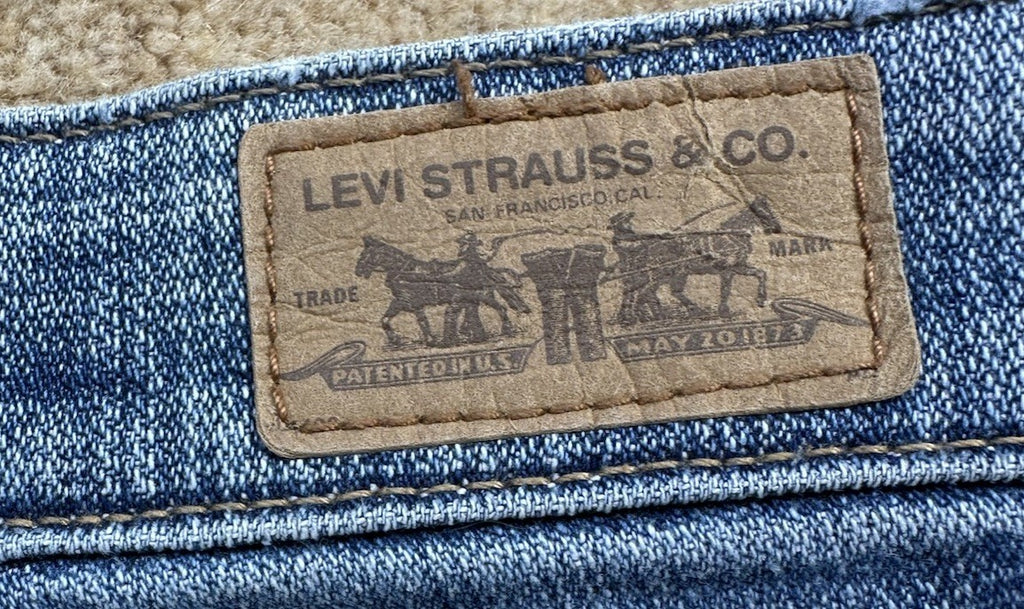 LEVI STRAUSS & CO.
SAN FRANCISCO, CAL.
TRADE MARK
PATENTED IN U.S. MAY 20 1873